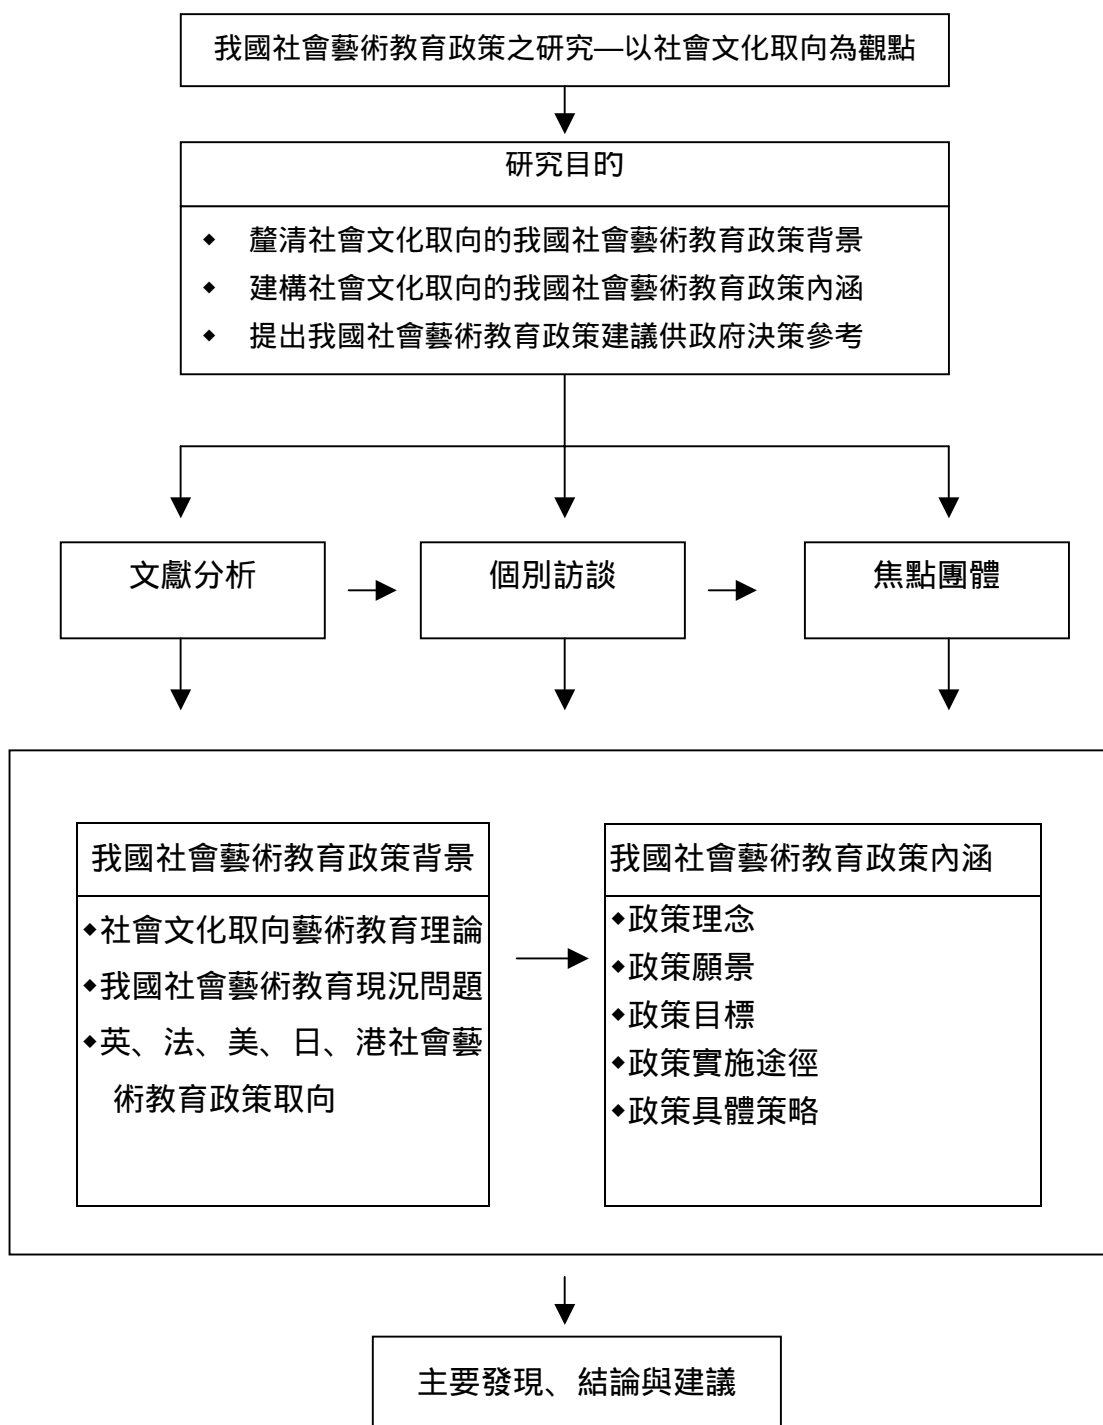 我國社會藝術教育政策之研究—以社會文化取向為觀點
研究目的
◆ 釐清社會文化取向的我國社會藝術教育政策背景
◆ 建構社會文化取向的我國社會藝術教育政策內涵
◆ 提出我國社會藝術教育政策建議供政府決策參考
文獻分析
個別訪談
焦點團體
我國社會藝術教育政策背景
◆社會文化取向藝術教育理論
◆我國社會藝術教育現況問題
◆英、法、美、日、港社會藝
術教育政策取向
我國社會藝術教育政策內涵
◆政策理念
◆政策願景
◆政策目標
◆政策實施途徑
◆政策具體策略
主要發現、結論與建議